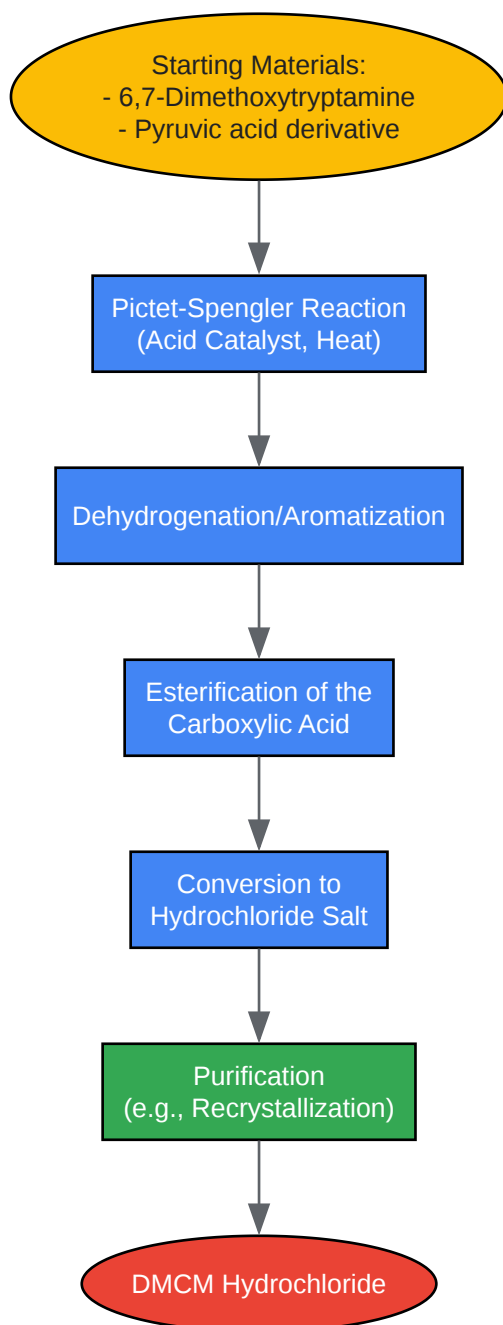 Starting Materials:
- 6,7-Dimethoxytryptamine
- Pyruvic acid derivative
Pictet-Spengler Reaction
(Acid Catalyst, Heat)
Dehydrogenation/Aromatization
Esterification of the
Carboxylic Acid
Conversion to
Hydrochloride Salt
Purification
(e.g., Recrystallization)
DMCM Hydrochloride